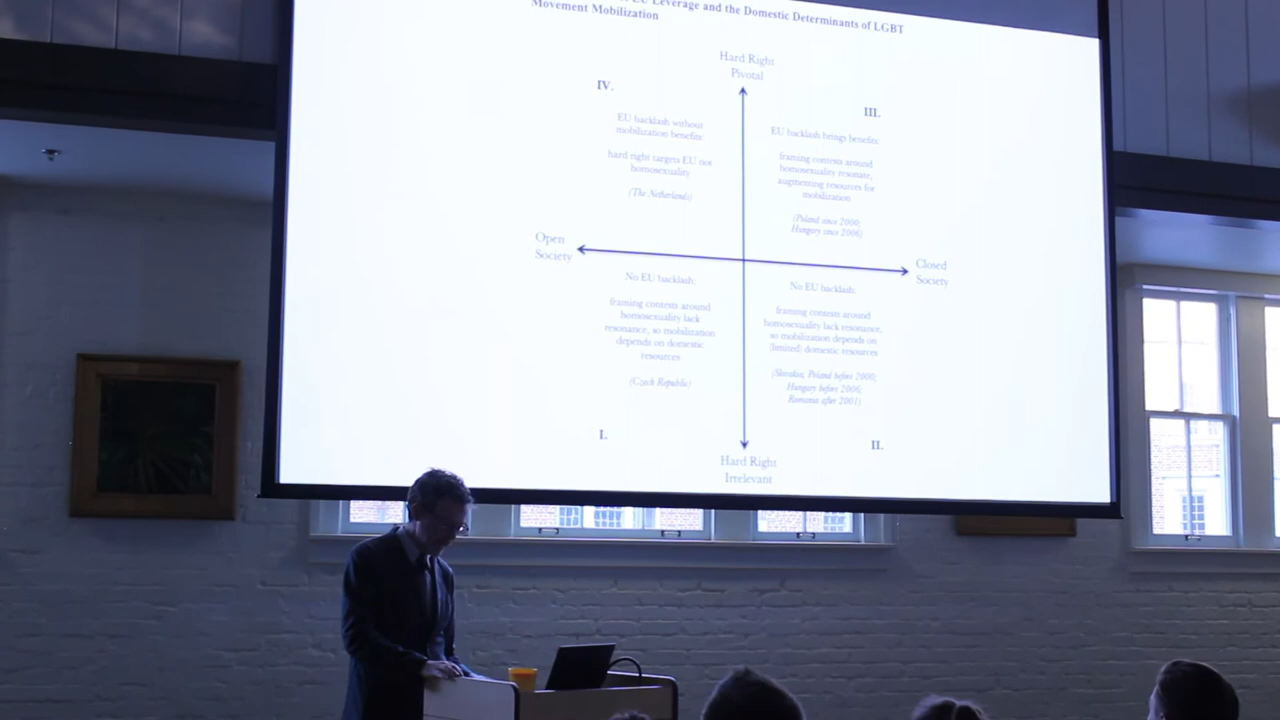 EU Leverage and the Domestic Determinants of LGBT
Movement Mobilization
Hard Right
Pivotal
IV.
EU backlash without
mobilization benefits:
hard right targets EU not
homosexuality
(The Netherlands)
III.
EU backlash brings benefits:
framing contests around
homosexuality resonate,
augmenting resources for
mobilization
(Poland since 2000;
Hungary since 2006)
Open
Society
Closed
Society
No EU backlash:
framing contests around
homosexuality lack
resonance, so mobilization
depends on domestic
resources
(Czech Republic)
I.
No EU backlash:
framing contests around
homosexuality lack resonance,
so mobilization depends on
(limited) domestic resources
(Slovakia; Poland before 2000;
Hungary before 2006;
Romania after 2001)
II.
Hard Right
Irrelevant